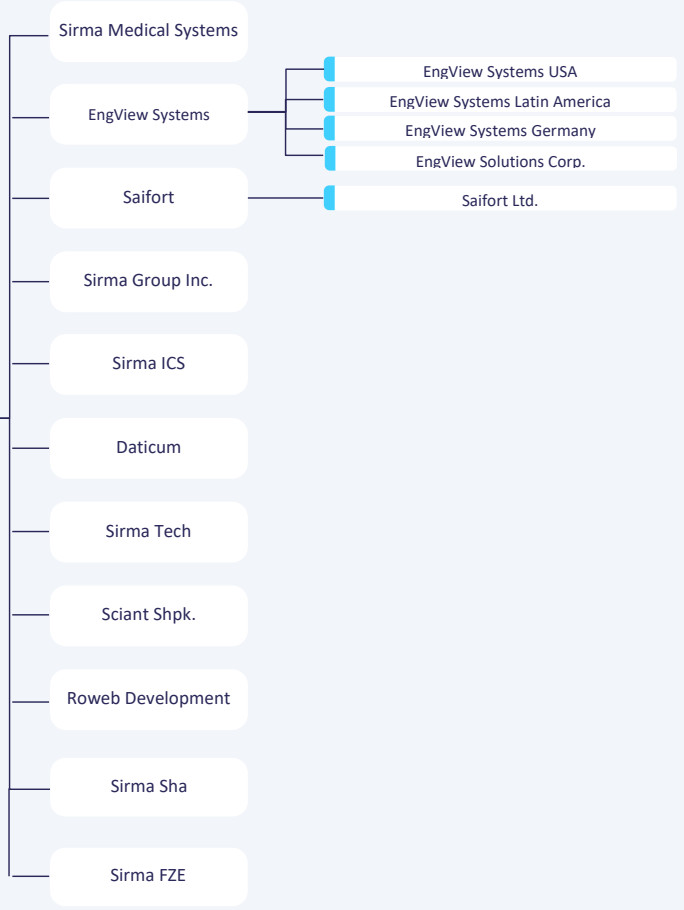 Sirma Medical Systems
EngView Systems
EngView Systems USA
EngView Systems Latin America
EngView Systems Germany
EngView Solutions Corp.
Saifort
Saifort Ltd.
Sirma Group Inc.
Sirma ICS
Daticum
Sirma Tech
Sciant Shpk.
Roweb Development
Sirma Sha
Sirma FZE